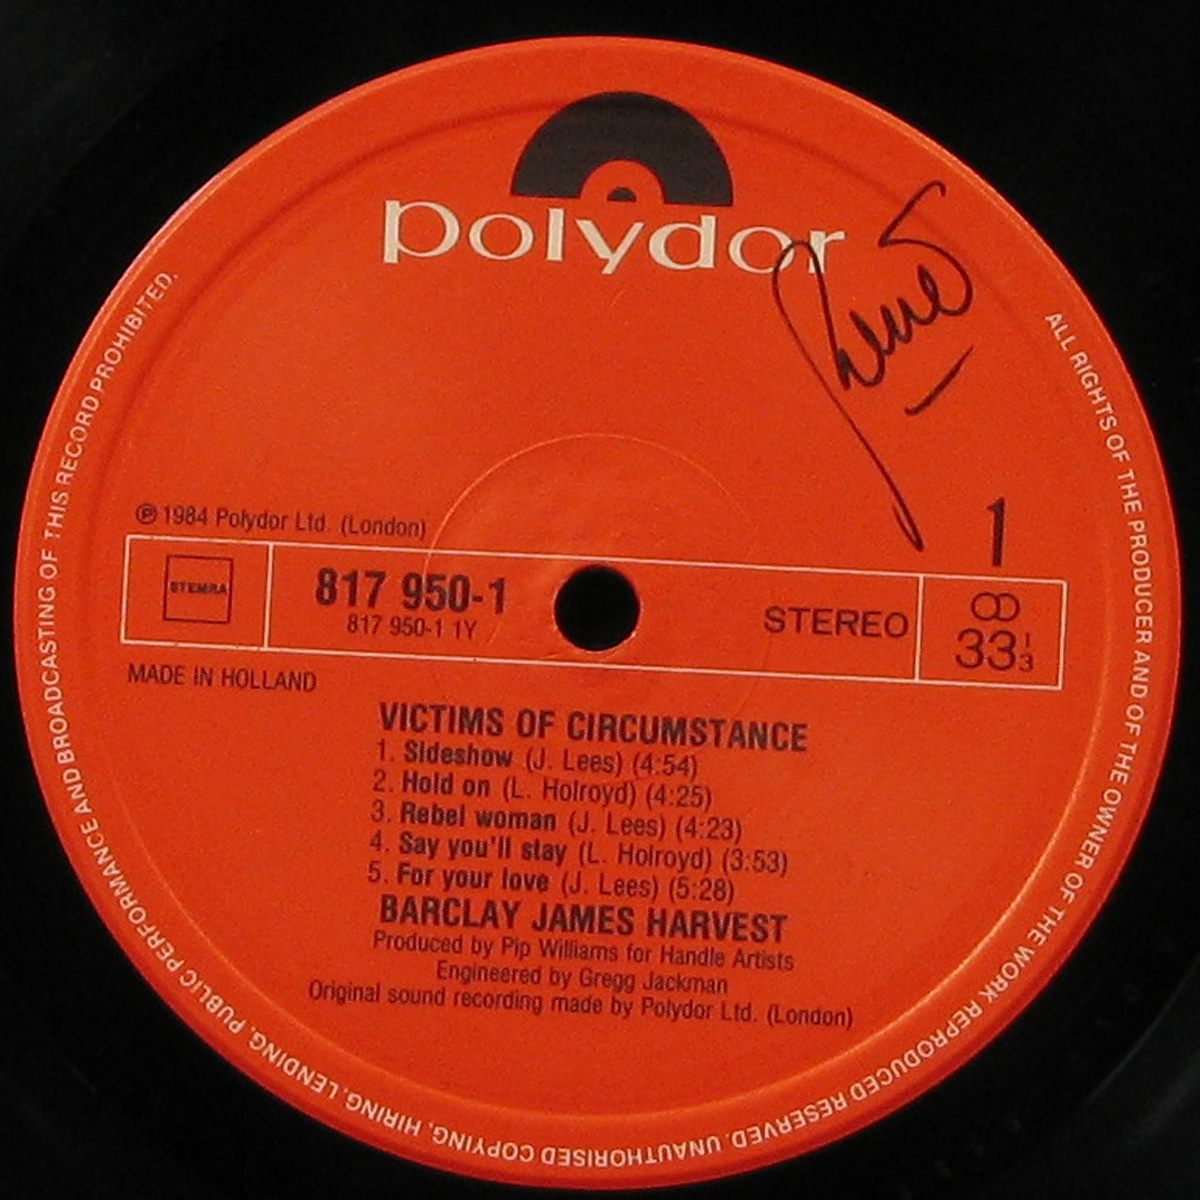 polydor
ALL RIGHTS OF THE PRODUCER AND OF THE OWNER OF THE WORK REPRODUCED RESERVED. UNAUTHORISED COPYING, HIRING, LENDING, PUBLIC PERFORMANCE AND BROADCASTING OF THIS RECORD PROHIBITED.
1
℗ 1984 Polydor Ltd. (London)
STEMRA
817 950-1
817 950-1 1Y
STEREO
33 1/3
MADE IN HOLLAND
VICTIMS OF CIRCUMSTANCE
1. Sideshow (J. Lees) (4:54)
2. Hold on (L. Holroyd) (4:25)
3. Rebel woman (J. Lees) (4:23)
4. Say you'll stay (L. Holroyd) (3:53)
5. For your love (J. Lees) (5:28)
BARCLAY JAMES HARVEST
Produced by Pip Williams for Handle Artists
Engineered by Gregg Jackman
Original sound recording made by Polydor Ltd. (London)